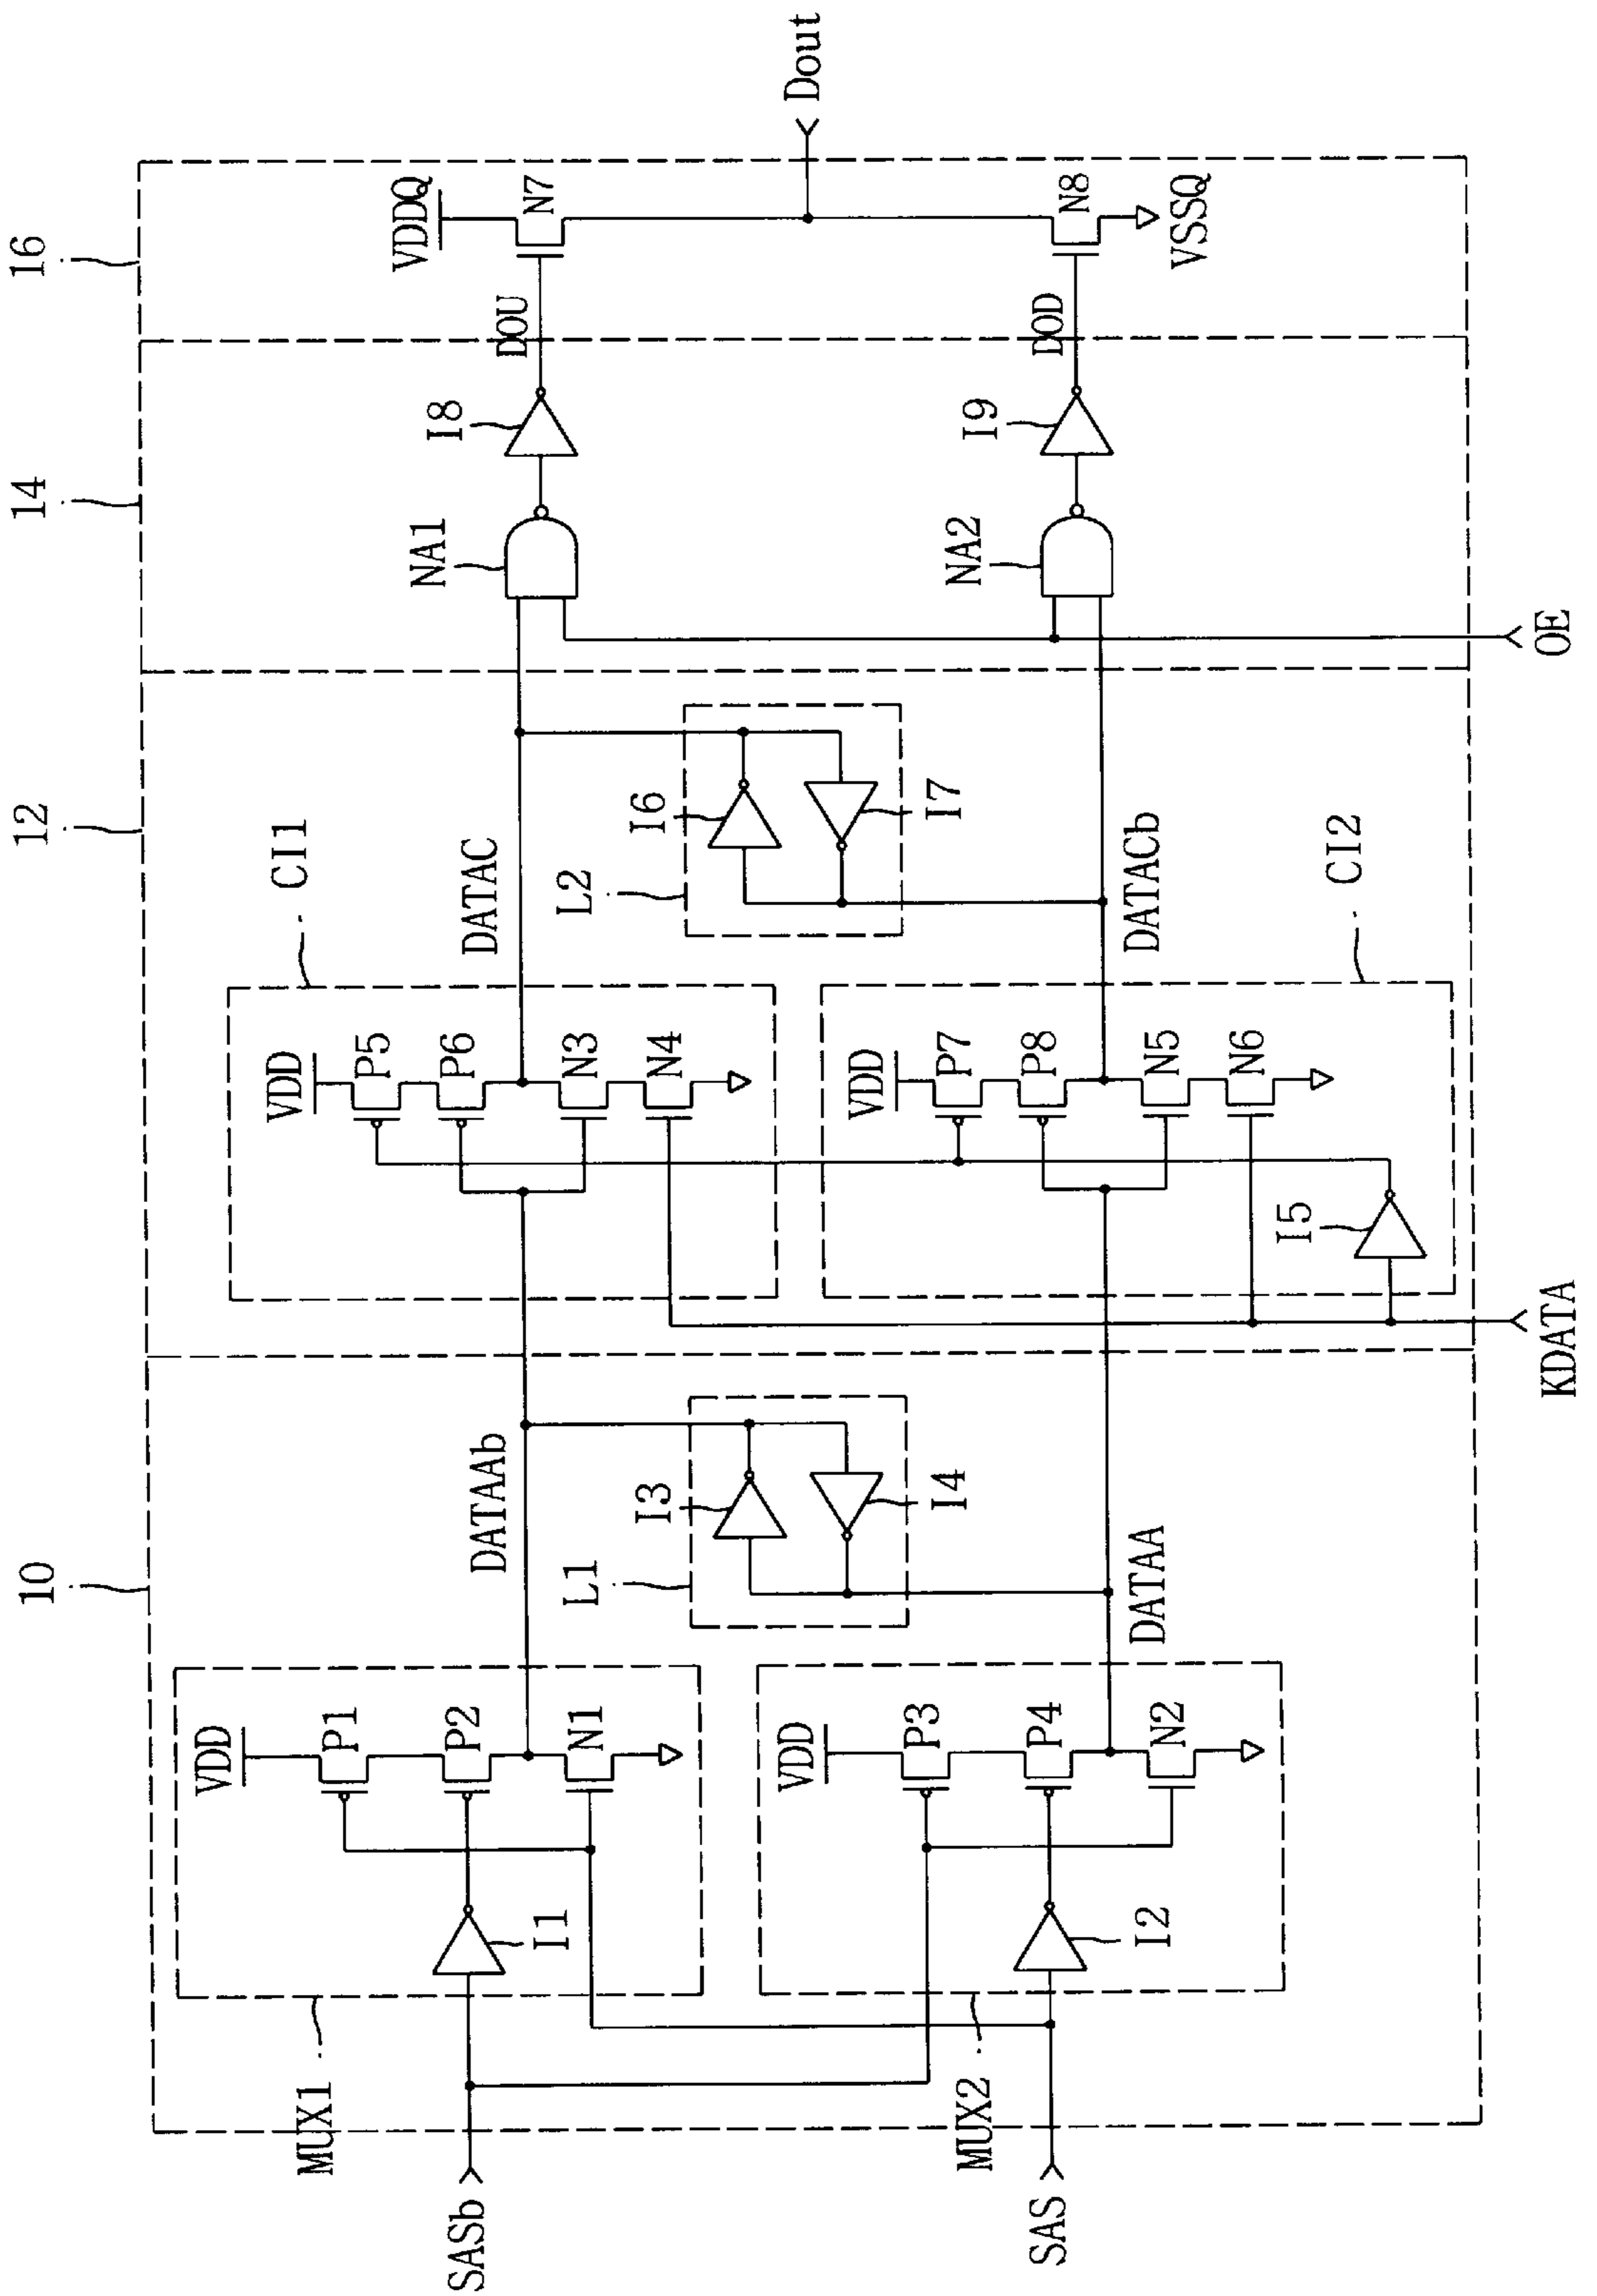 10
12
14
16
MUX1
VDD
P1
P2
N1
I1
SASb
DATAAb
L1
I3
I4
MUX2
VDD
P3
P4
N2
I2
SAS
DATAA
CI1
VDD
P5
P6
N3
N4
DATAC
L2
I6
I7
CI2
VDD
P7
P8
N5
N6
I5
KDATA
DATACb
NA1
I8
NA2
I9
OE
DOU
DOD
VDDQ
N7
N8
VSSQ
Dout